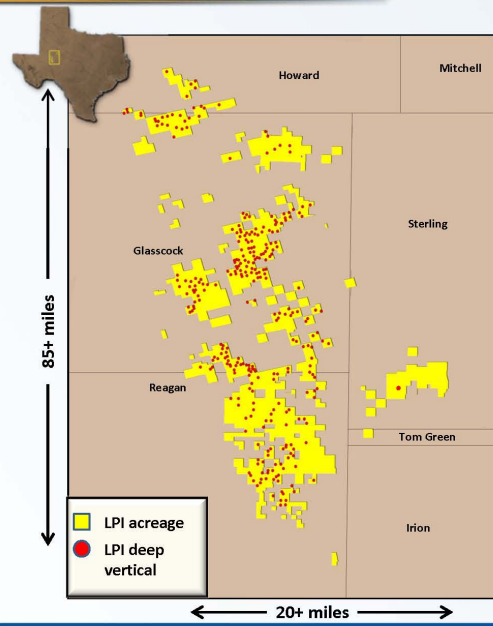 Howard
Mitchell
Sterling
Glasscock
85+ miles
Reagan
Tom Green
LPI acreage
LPI deep
vertical
Irion
20+ miles